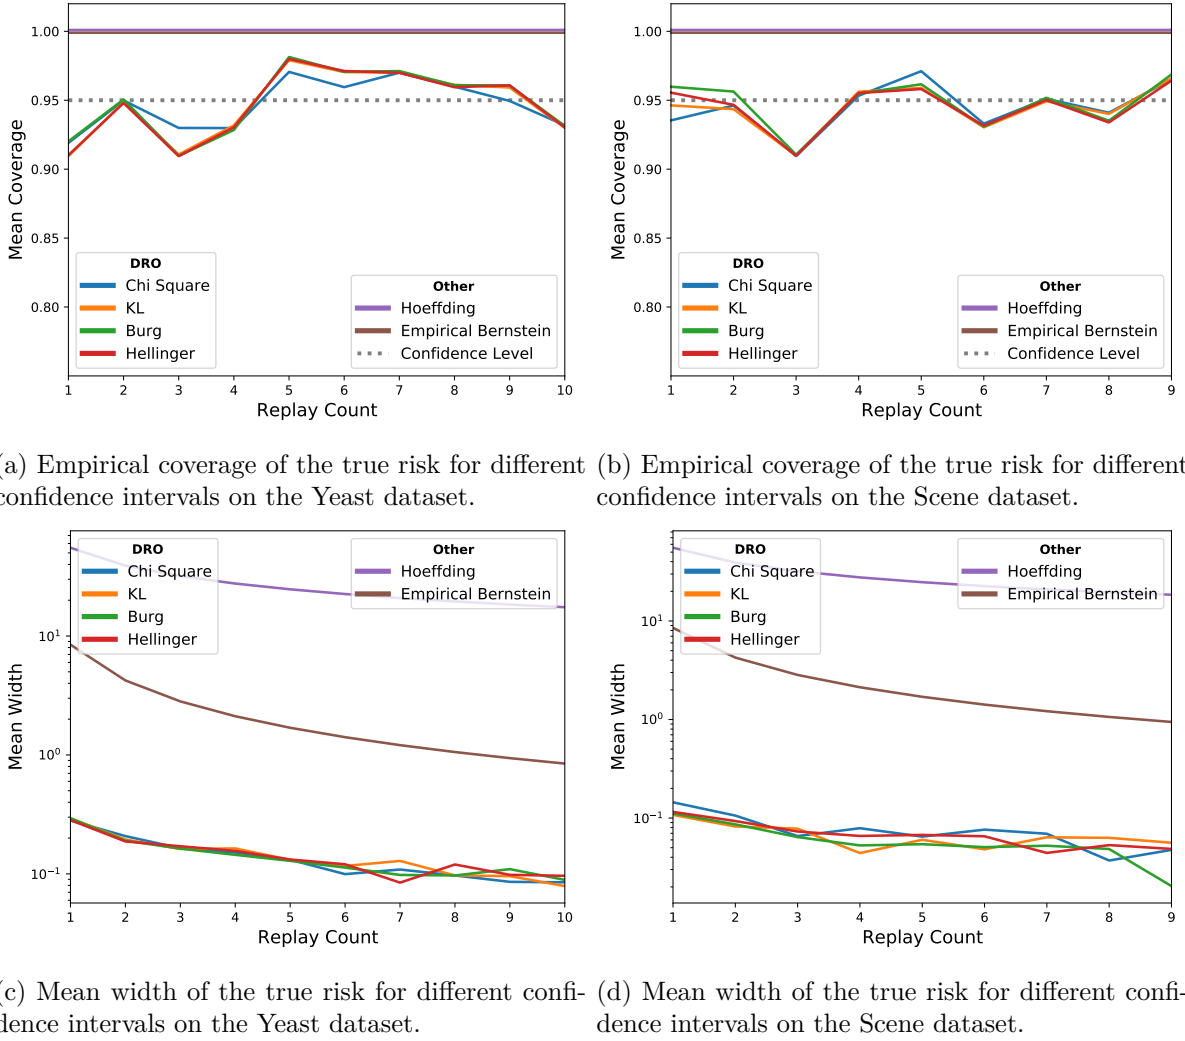 1.00
0.95
0.90
0.85
0.80
Mean Coverage
DRO
Chi Square
KL
Burg
Hellinger
Other
Hoeffding
Empirical Bernstein
Confidence Level
1 2 3 4 5 6 7 8 9 10
Replay Count
1.00
0.95
0.90
0.85
0.80
Mean Coverage
DRO
Chi Square
KL
Burg
Hellinger
Other
Hoeffding
Empirical Bernstein
Confidence Level
1 2 3 4 5 6 7 8 9
Replay Count
(a) Empirical coverage of the true risk for different
confidence intervals on the Yeast dataset.
(b) Empirical coverage of the true risk for different
confidence intervals on the Scene dataset.
10¹
10⁰
10⁻¹
Mean Width
DRO
Chi Square
KL
Burg
Hellinger
Other
Hoeffding
Empirical Bernstein
1 2 3 4 5 6 7 8 9 10
Replay Count
10¹
10⁰
10⁻¹
Mean Width
DRO
Chi Square
KL
Burg
Hellinger
Other
Hoeffding
Empirical Bernstein
1 2 3 4 5 6 7 8 9
Replay Count
(c) Mean width of the true risk for different confi-
dence intervals on the Yeast dataset.
(d) Mean width of the true risk for different confi-
dence intervals on the Scene dataset.